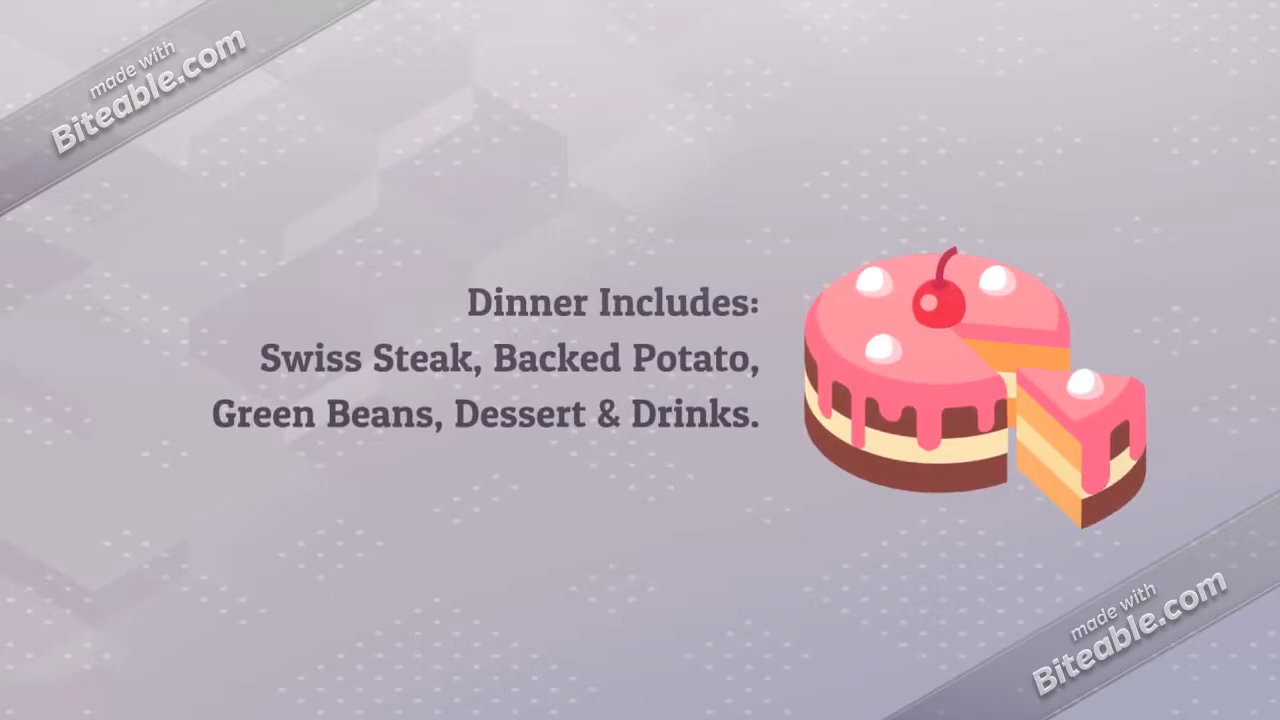 made with
Biteable.com
Dinner Includes:
Swiss Steak, Backed Potato,
Green Beans, Dessert & Drinks.
made with
Biteable.com